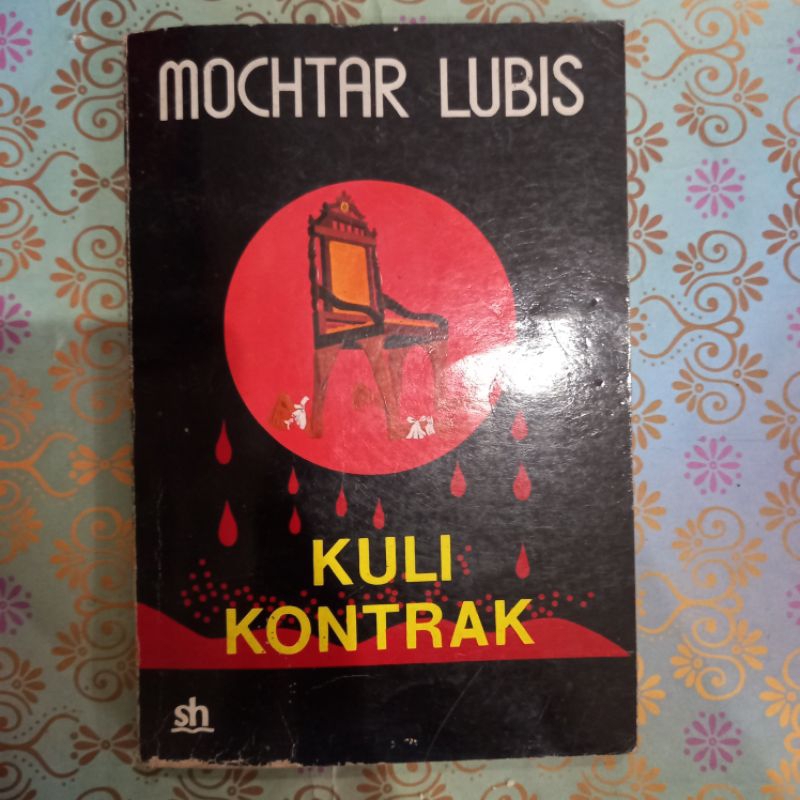 MOCHTAR LUBIS
KULI
KONTRAK
sh